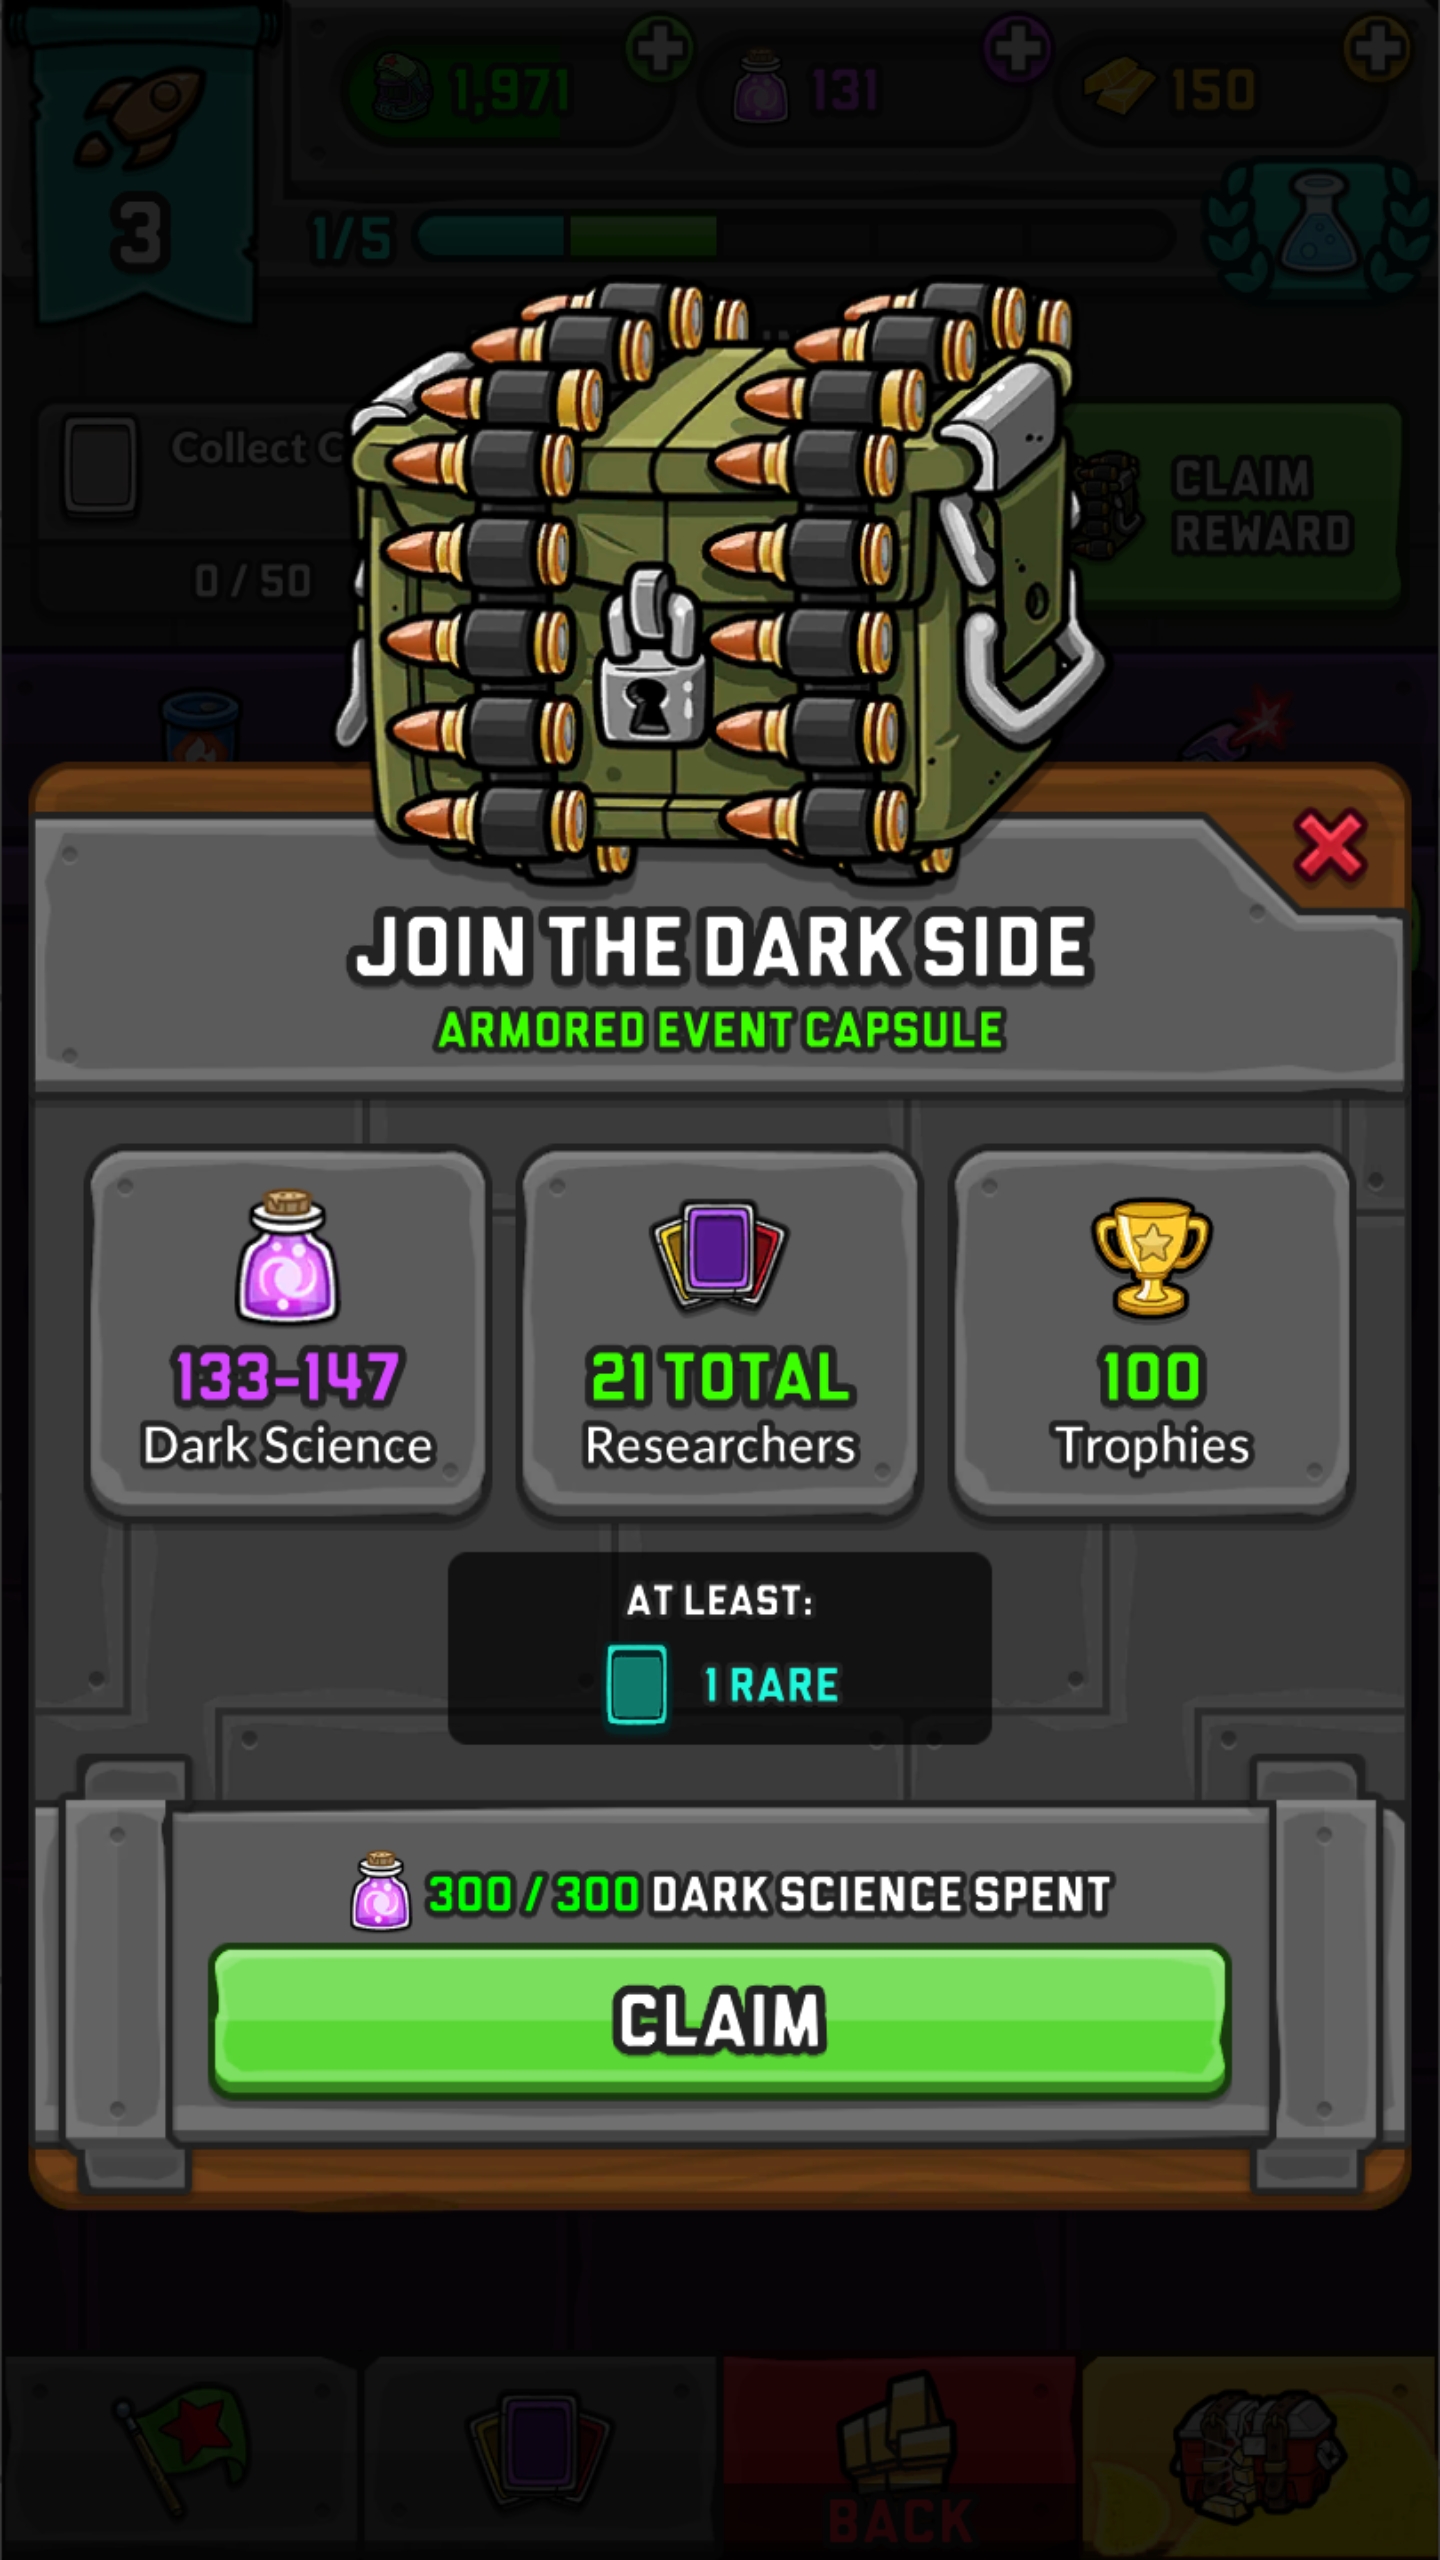 1,971
131
150
3
1/5
Collect C
0 / 50
CLAIM
REWARD
JOIN THE DARK SIDE
ARMORED EVENT CAPSULE
133-147
Dark Science
21 TOTAL
Researchers
100
Trophies
AT LEAST:
1 RARE
300 / 300 DARK SCIENCE SPENT
CLAIM
BACK